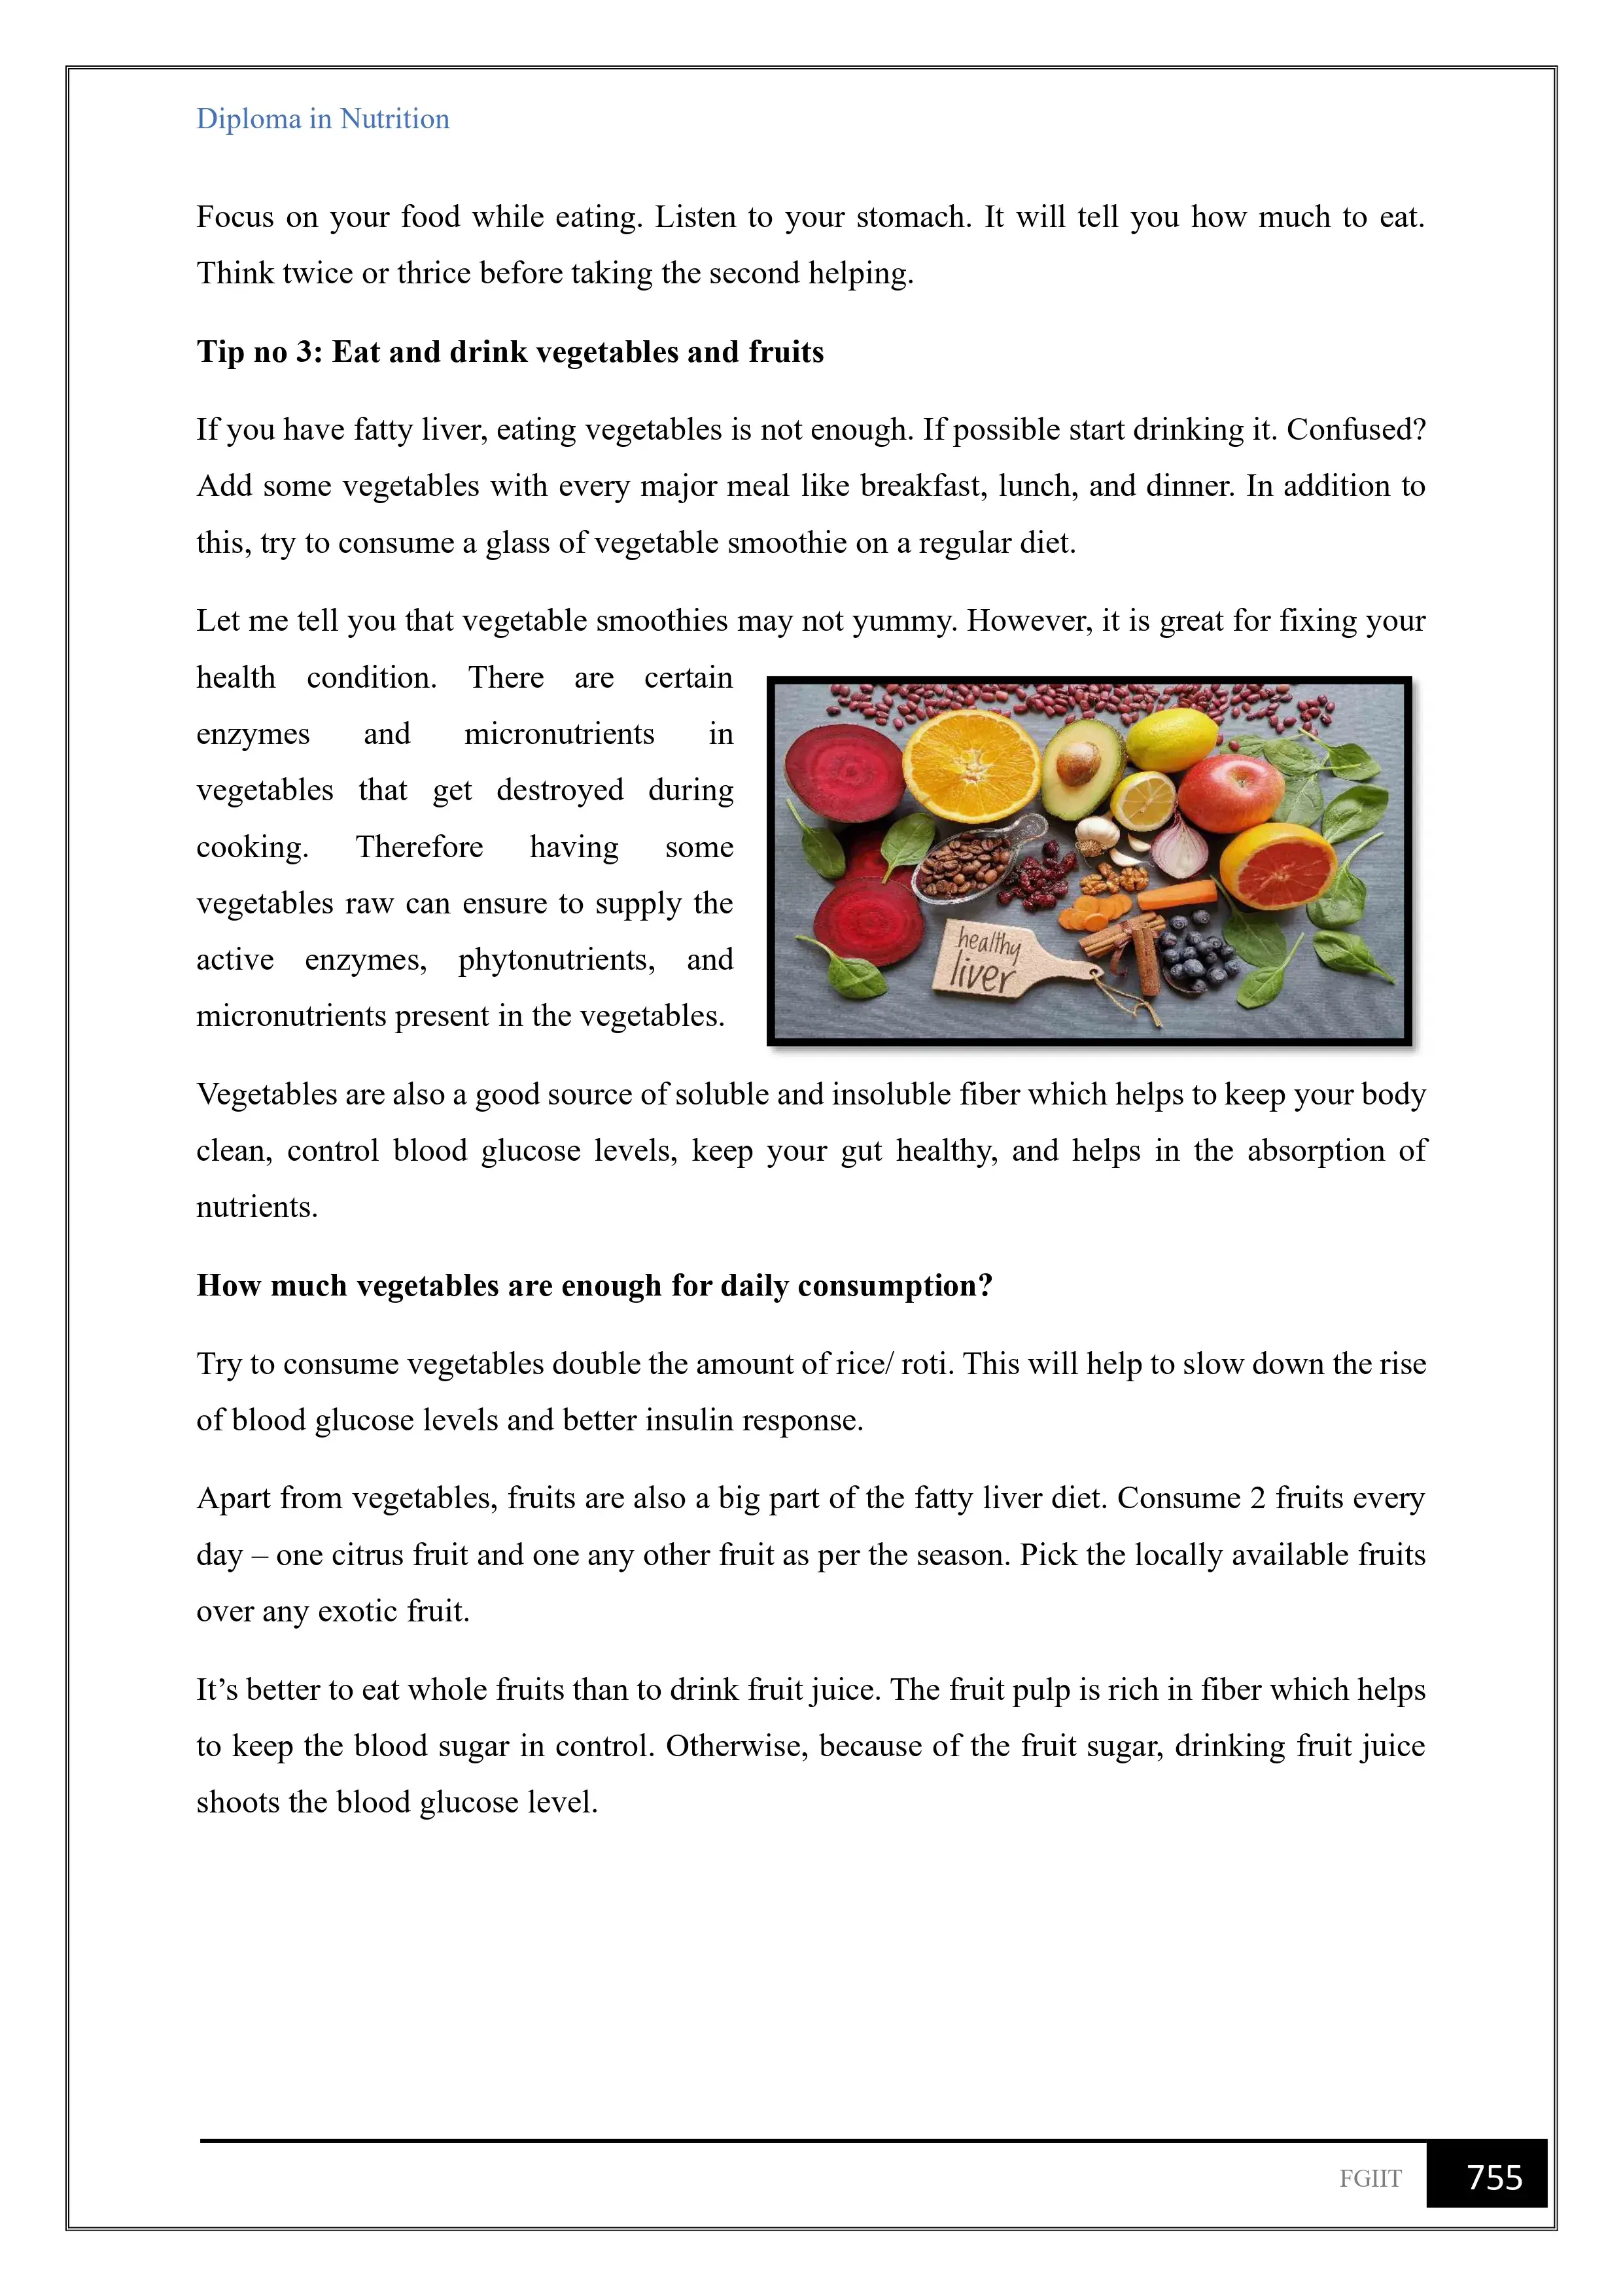 Diploma in Nutrition
Focus on your food while eating. Listen to your stomach. It will tell you how much to eat.
Think twice or thrice before taking the second helping.
Tip no 3: Eat and drink vegetables and fruits
If you have fatty liver, eating vegetables is not enough. If possible start drinking it. Confused?
Add some vegetables with every major meal like breakfast, lunch, and dinner. In addition to
this, try to consume a glass of vegetable smoothie on a regular diet.
Let me tell you that vegetable smoothies may not yummy. However, it is great for fixing your
health condition. There are certain
enzymes and micronutrients in
vegetables that get destroyed during
cooking. Therefore having some
vegetables raw can ensure to supply the
active enzymes, phytonutrients, and
micronutrients present in the vegetables.
healthy
liver
Vegetables are also a good source of soluble and insoluble fiber which helps to keep your body
clean, control blood glucose levels, keep your gut healthy, and helps in the absorption of
nutrients.
How much vegetables are enough for daily consumption?
Try to consume vegetables double the amount of rice/ roti. This will help to slow down the rise
of blood glucose levels and better insulin response.
Apart from vegetables, fruits are also a big part of the fatty liver diet. Consume 2 fruits every
day – one citrus fruit and one any other fruit as per the season. Pick the locally available fruits
over any exotic fruit.
It’s better to eat whole fruits than to drink fruit juice. The fruit pulp is rich in fiber which helps
to keep the blood sugar in control. Otherwise, because of the fruit sugar, drinking fruit juice
shoots the blood glucose level.
FGIIT 755